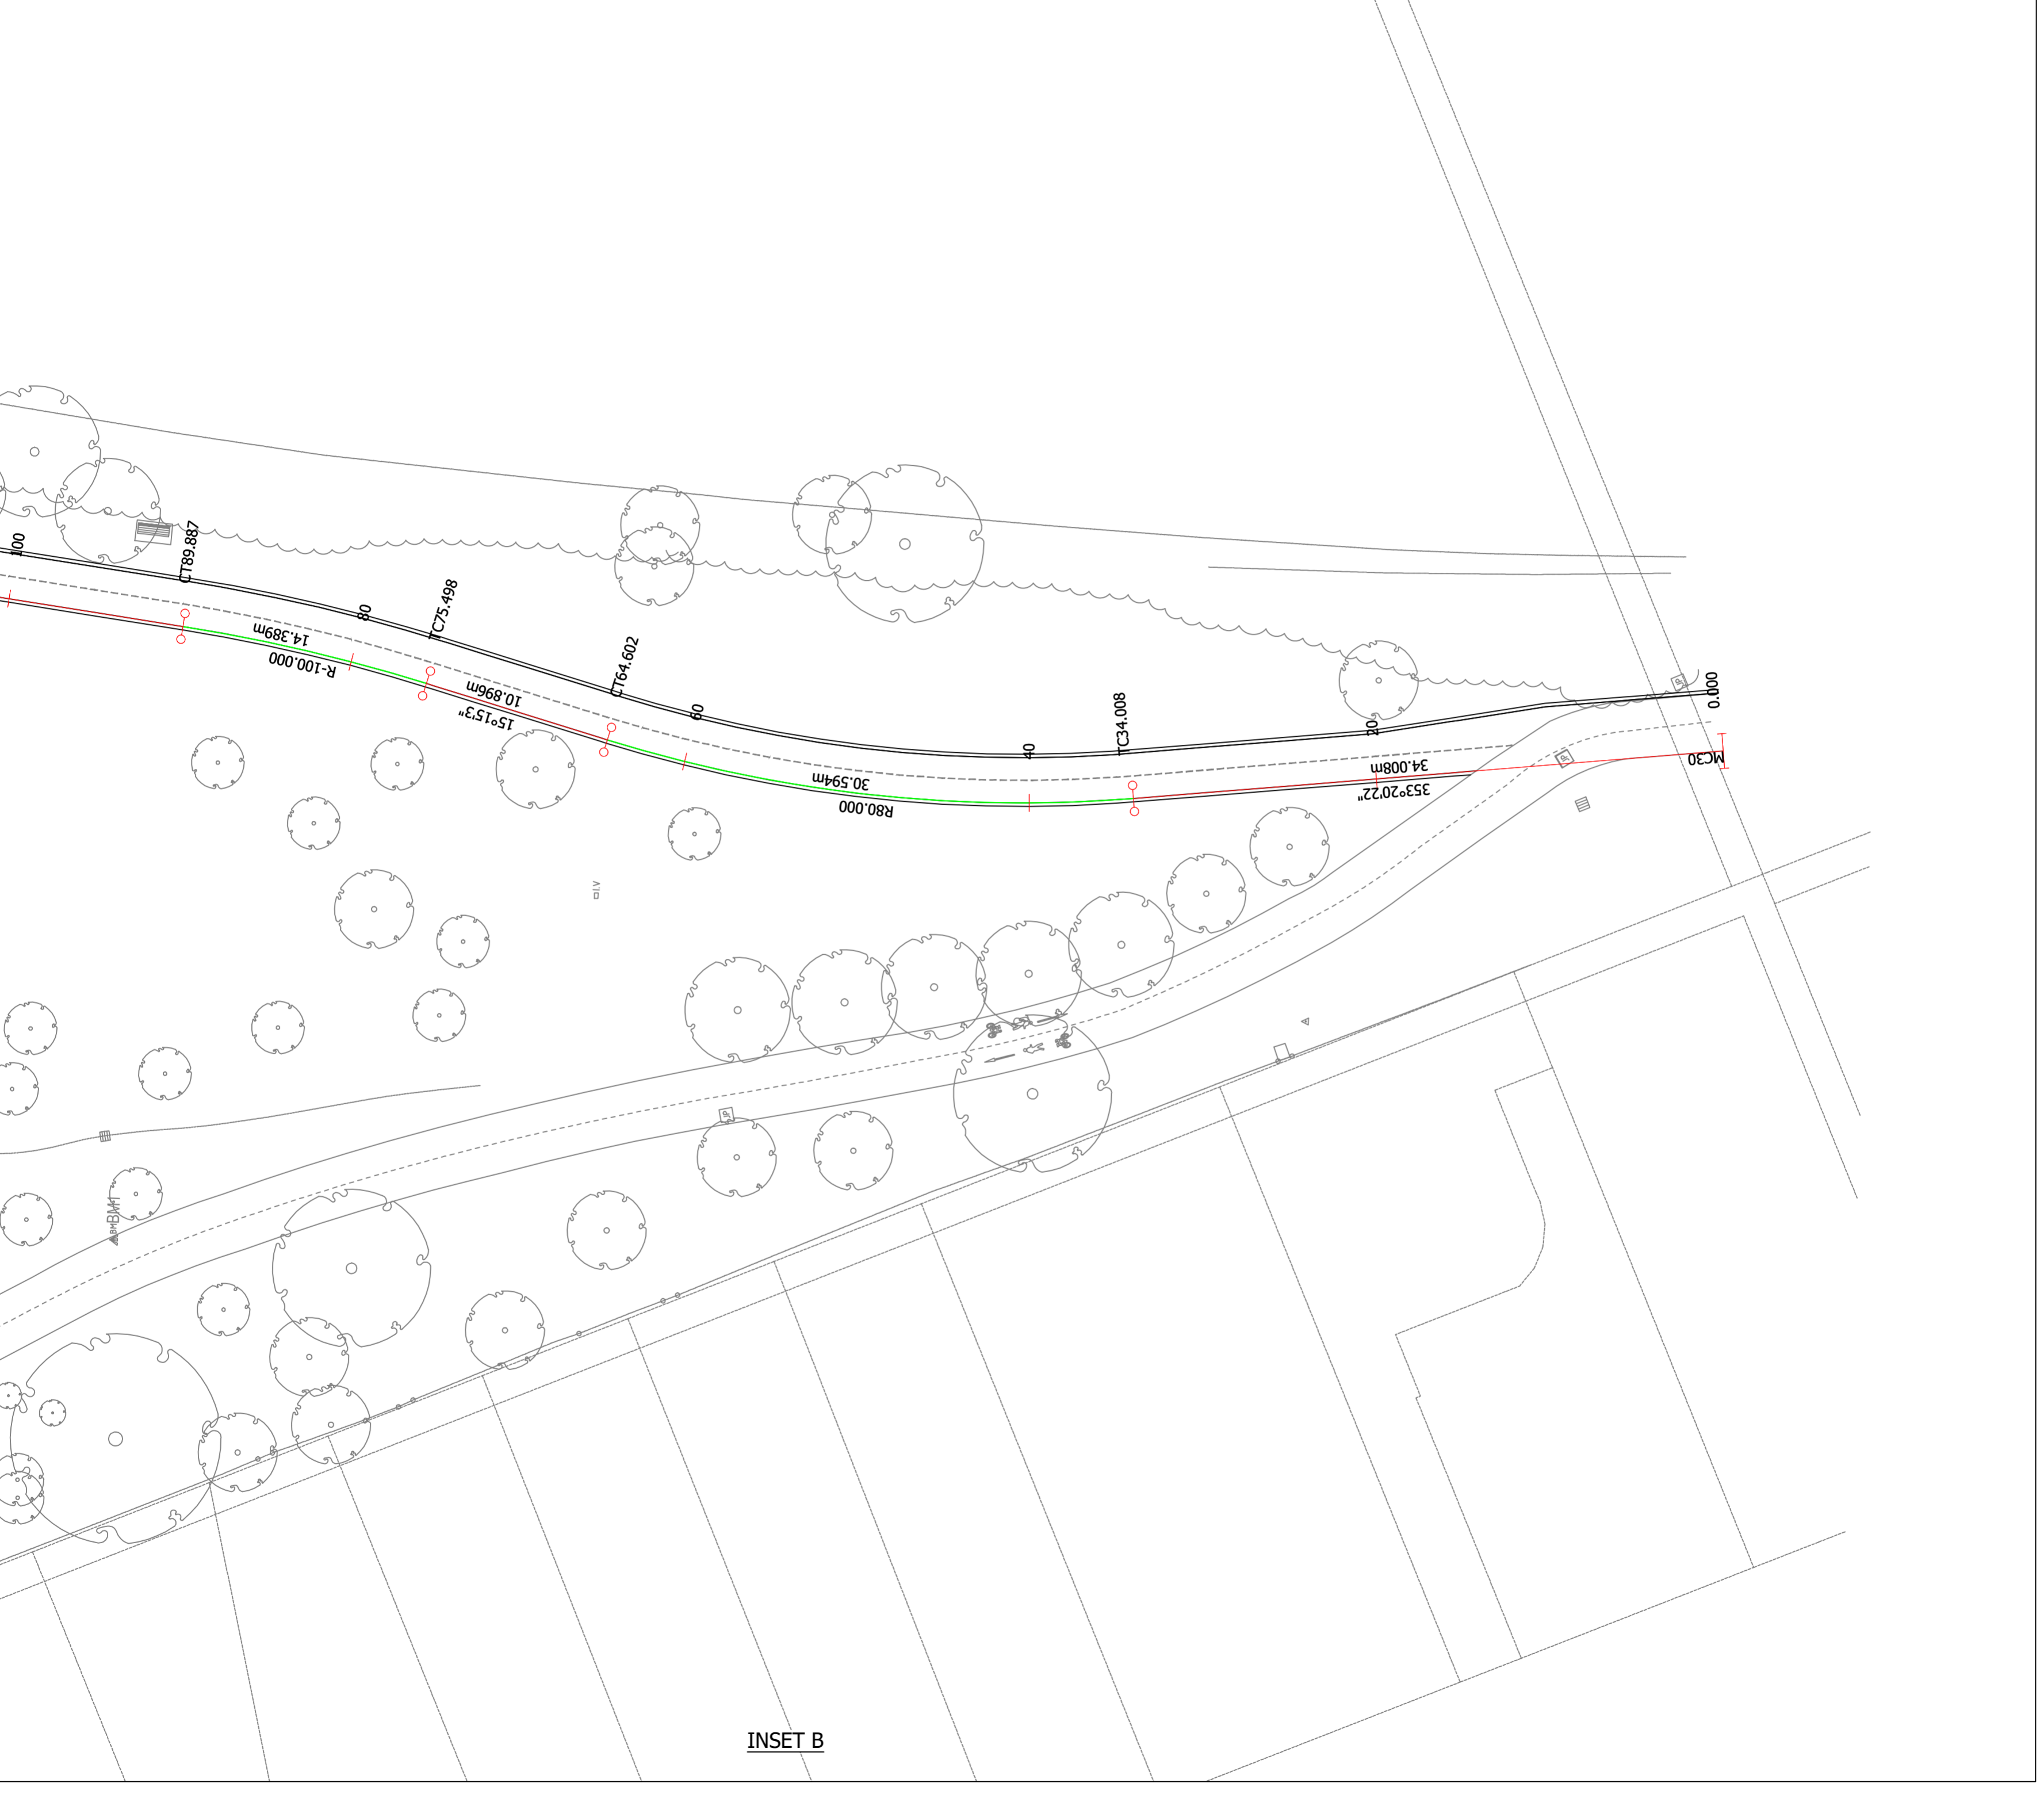 100
CT89.887
14.389m
R-100.000
80
TC75.498
10.896m
15°15'3"
CT64.602
60
30.594m
R80.000
40
TC34.008
34.008m
353°20'22"
20
0.000
MC30
I.V
BM1
INSET B